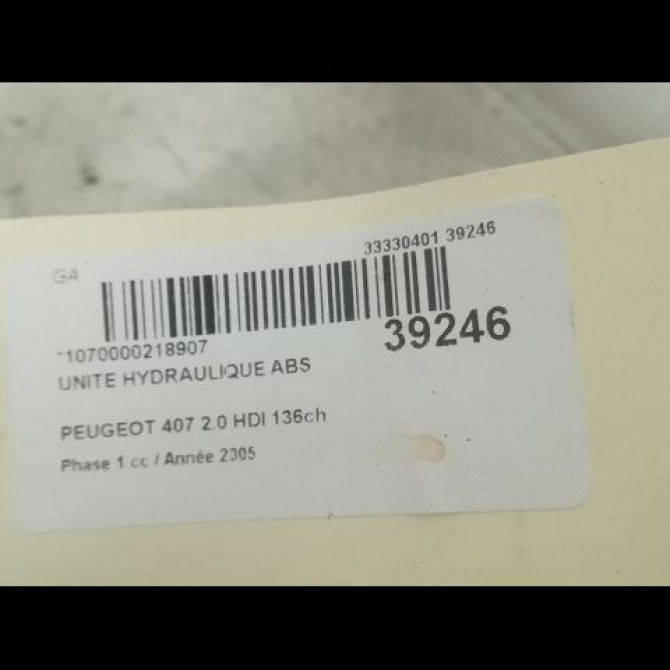 GA
33330401 39246
*1070000218907
39246
UNITE HYDRAULIQUE ABS
PEUGEOT 407 2.0 HDI 136ch
Phase 1 cc / Année 2005